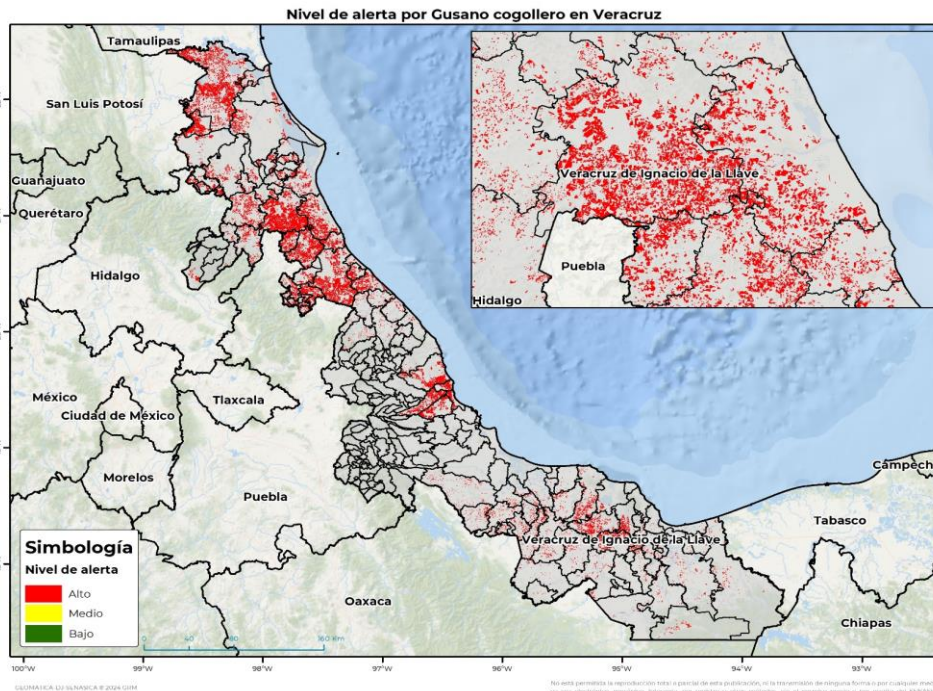 Nivel de alerta por Gusano cogollero en Veracruz
Tamaulipas
San Luis Potosí
Guanajuato
Querétaro
Hidalgo
México
Ciudad de México
Tlaxcala
Morelos
Puebla
Oaxaca
Veracruz de Ignacio de la Llave
Puebla
Hidalgo
Campech
Tabasco
Chiapas
Veracruz de Ignacio de la Llave
Simbología
Nivel de alerta
Alto
Medio
Bajo
0 40 80 160 Km
100°W 99°W 98°W 97°W 96°W 95°W 94°W 93°W